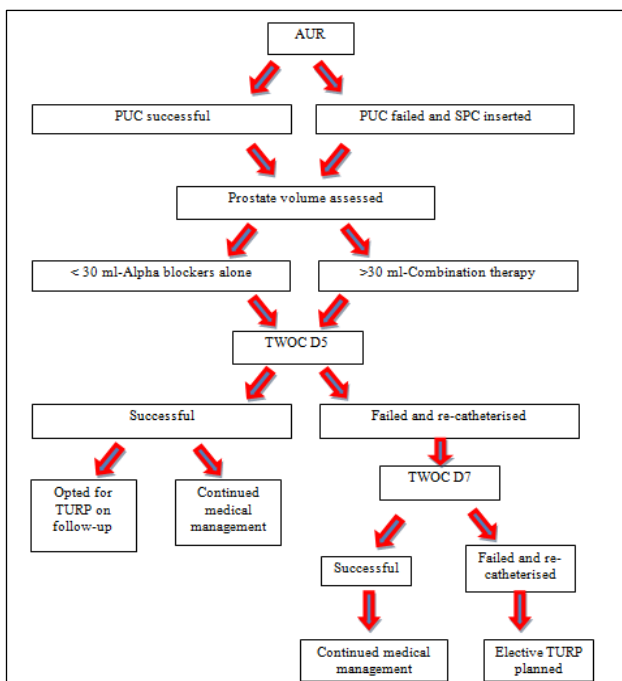 AUR
PUC successful
PUC failed and SPC inserted
Prostate volume assessed
< 30 ml-Alpha blockers alone
>30 ml-Combination therapy
TWOC D5
Successful
Failed and re-catheterised
Opted for
TURP on
follow-up
Continued
medical
management
TWOC D7
Successful
Failed and re-
catheterised
Continued medical
management
Elective TURP
planned